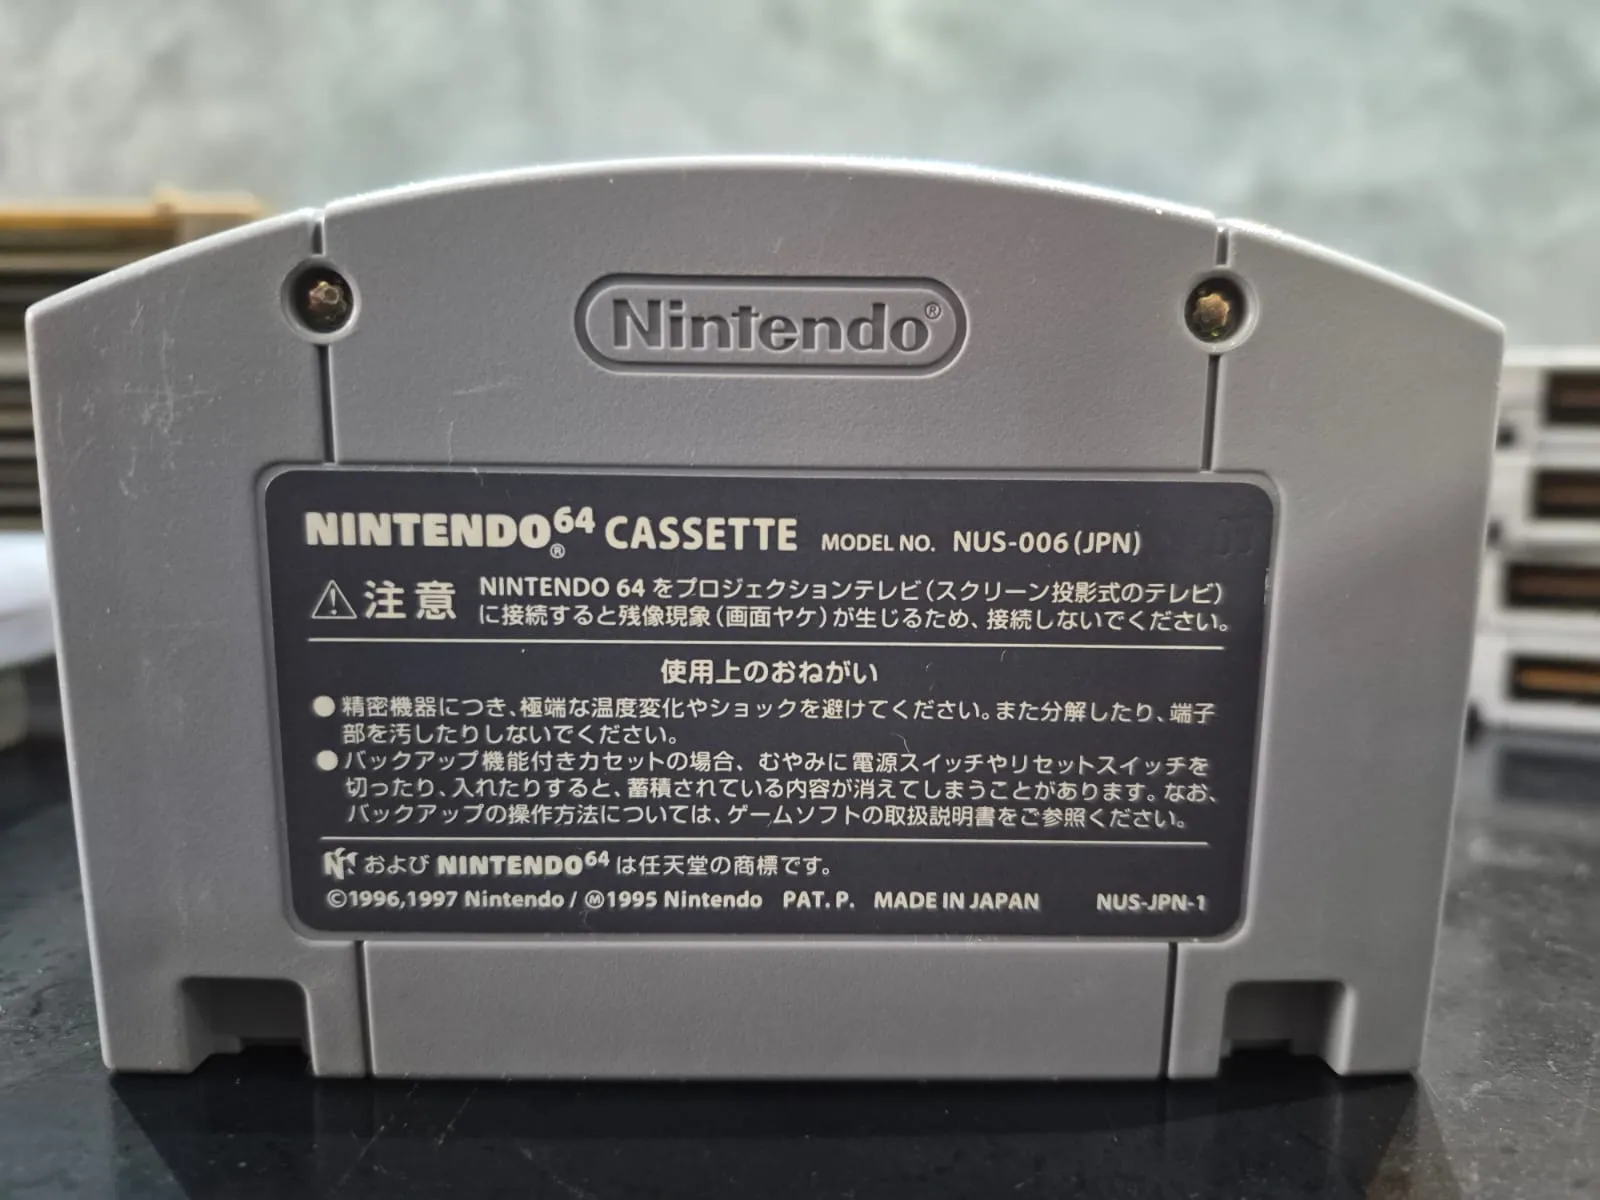 Nintendo®
NINTENDO64® CASSETTE MODEL NO. NUS-006(JPN)
⚠注意 NINTENDO 64 をプロジェクションテレビ(スクリーン投影式のテレビ)
に接続すると残像現象(画面ヤケ)が生じるため、接続しないでください。
使用上のおねがい
●精密機器につき、極端な温度変化やショックを避けてください。また分解したり、端子
部を汚したりしないでください。
●バックアップ機能付きカセットの場合、むやみに電源スイッチやリセットスイッチを
切ったり、入れたりすると、蓄積されている内容が消えてしまうことがあります。なお、
バックアップの操作方法については、ゲームソフトの取扱説明書をご参照ください。
および NINTENDO64 は任天堂の商標です。
©1996,1997 Nintendo / Ⓜ1995 Nintendo PAT. P. MADE IN JAPAN NUS-JPN-1